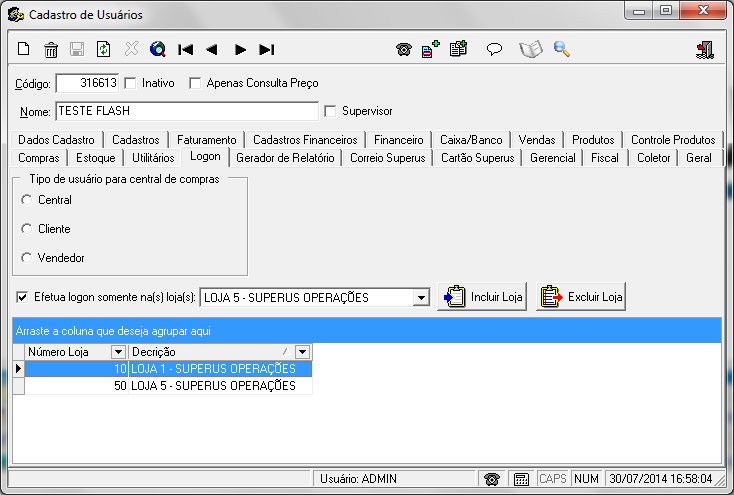 Cadastro de Usuários
Código: 316613 Inativo Apenas Consulta Preço
Nome: TESTE FLASH Supervisor
Dados Cadastro Cadastros Faturamento Cadastros Financeiros Financeiro Caixa/Banco Vendas Produtos Controle Produtos
Compras Estoque Utilitários Logon Gerador de Relatório Correio Superus Cartão Superus Gerencial Fiscal Coletor Geral
Tipo de usuário para central de compras
Central
Cliente
Vendedor
Efetua logon somente na(s) loja(s): LOJA 5 - SUPERUS OPERAÇÕES Incluir Loja Excluir Loja
Arraste a coluna que deseja agrupar aqui
Número Loja Decrição
10 LOJA 1 - SUPERUS OPERAÇÕES
50 LOJA 5 - SUPERUS OPERAÇÕES
Usuário: ADMIN CAPS NUM 30/07/2014 16:58:04